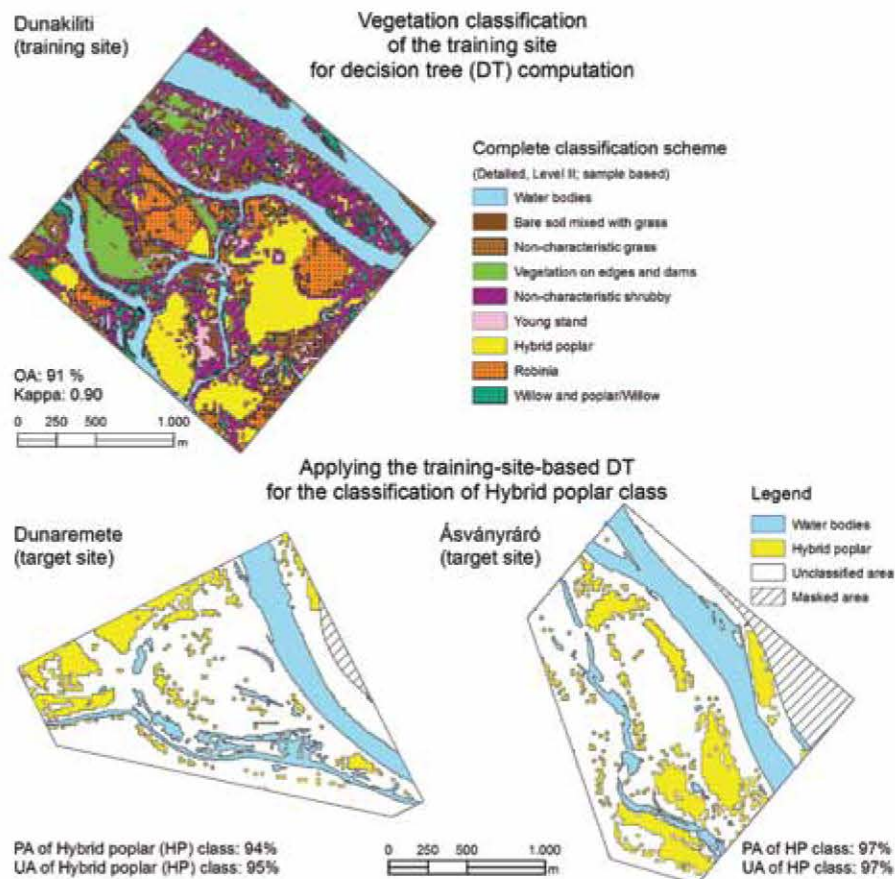 Dunakiliti
(training site)
Vegetation classification
of the training site
for decision tree (DT) computation
Complete classification scheme
(Detailed, Level II; sample based)
Water bodies
Bare soil mixed with grass
Non-characteristic grass
Vegetation on edges and dams
Non-characteristic shrubby
Young stand
Hybrid poplar
Robinia
Willow and poplar/Willow
OA: 91 %
Kappa: 0.90
0 250 500 1.000
m
Applying the training-site-based DT
for the classification of Hybrid poplar class
Dunaremete
(target site)
Ásványráró
(target site)
Legend
Water bodies
Hybrid poplar
Unclassified area
Masked area
PA of Hybrid poplar (HP) class: 94%
UA of Hybrid poplar (HP) class: 95%
0 250 500 1.000
m
PA of HP class: 97%
UA of HP class: 97%